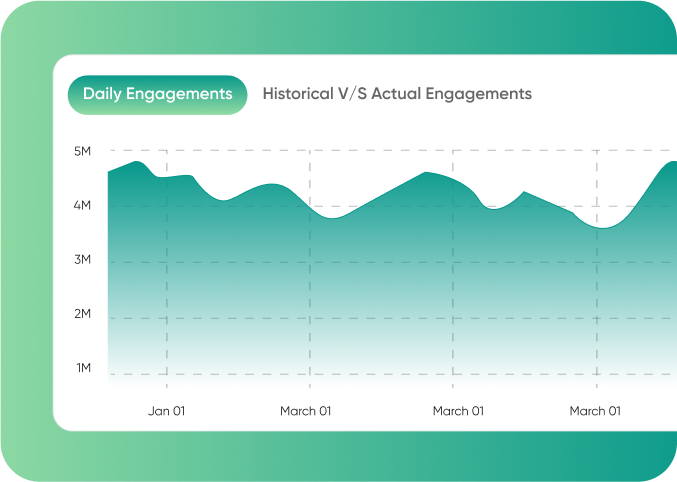 Daily Engagements
Historical V/S Actual Engagements
5M
4M
3M
2M
1M
Jan 01
March 01
March 01
March 01